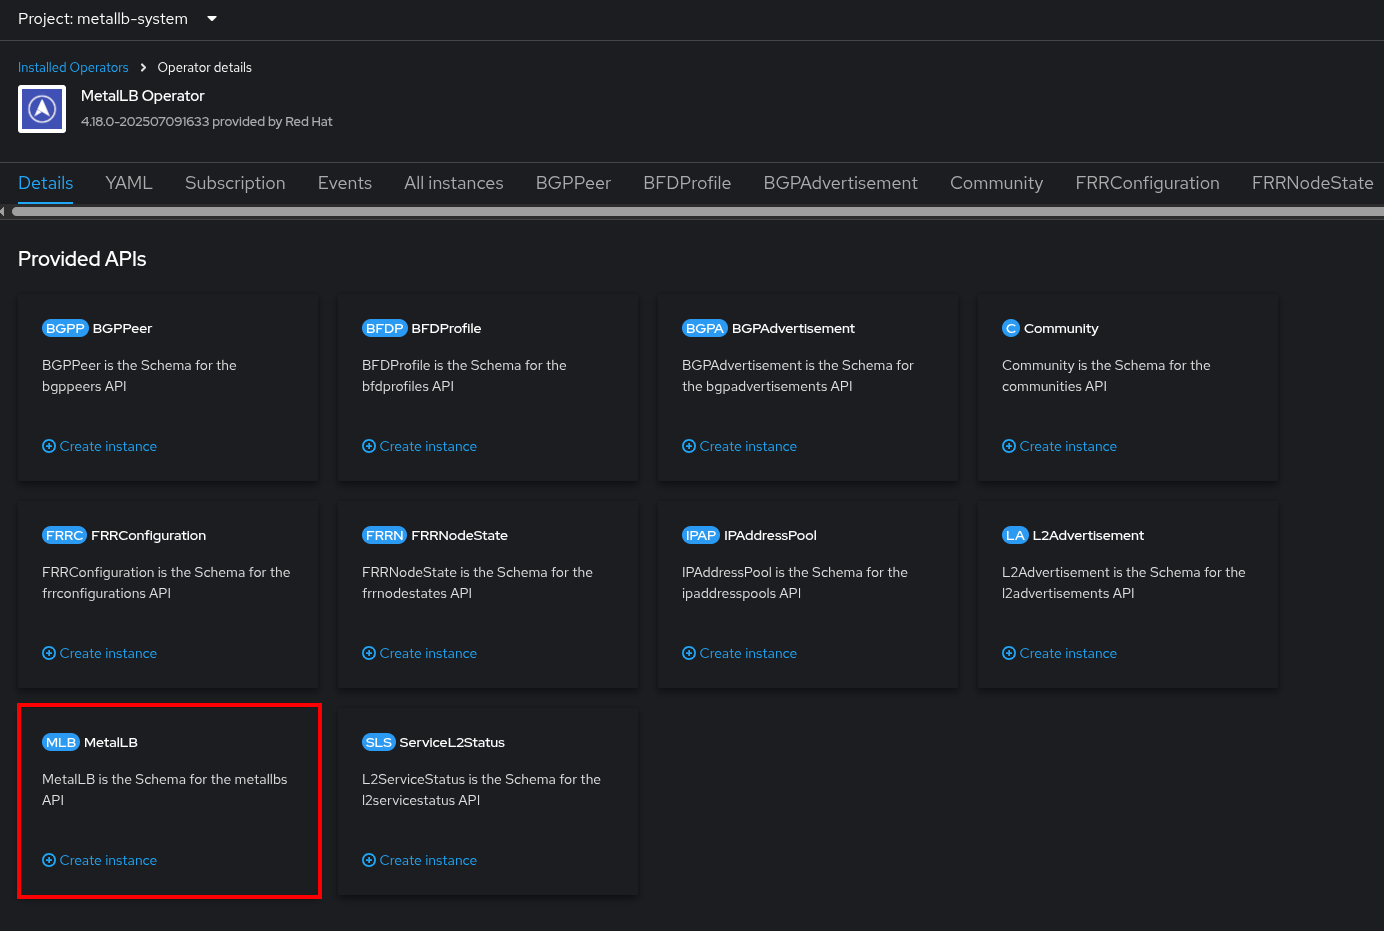 Project: metallb-system
Installed Operators
Operator details
MetalLB Operator
4.18.0-202507091633 provided by Red Hat
Details YAML Subscription Events All instances BGPPeer BFDProfile BGPAdvertisement Community FRRConfiguration FRRNodeState
Provided APIs
BGPP BGPPeer
BGPPeer is the Schema for the
bgppeers API
Create instance
BFDP BFDProfile
BFDProfile is the Schema for the
bfdprofiles API
Create instance
BGPA BGPAdvertisement
BGPAdvertisement is the Schema for
the bgpadvertisements API
Create instance
C Community
Community is the Schema for the
communities API
Create instance
FRRC FRRConfiguration
FRRConfiguration is the Schema for the
frrconfigurations API
Create instance
FRRN FRRNodeState
FRRNodeState is the Schema for the
frrnodestates API
Create instance
IPAP IPAddressPool
IPAddressPool is the Schema for the
ipaddresspools API
Create instance
LA L2Advertisement
L2Advertisement is the Schema for the
l2advertisements API
Create instance
MLB MetalLB
MetalLB is the Schema for the metallbs
API
Create instance
SLS ServiceL2Status
L2ServiceStatus is the Schema for the
l2servicestatus API
Create instance